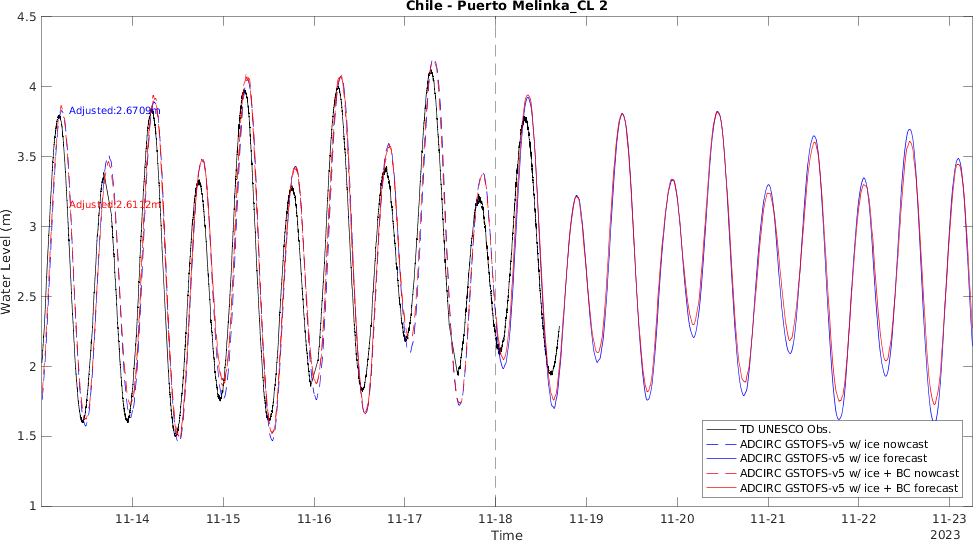 Chile - Puerto Melinka_CL 2
Water Level (m)
4.5
4
3.5
3
2.5
2
1.5
1
Adjusted:2.6709m
Adjusted:2.6112m
TD UNESCO Obs.
ADCIRC GSTOFS-v5 w/ ice nowcast
ADCIRC GSTOFS-v5 w/ ice forecast
ADCIRC GSTOFS-v5 w/ ice + BC nowcast
ADCIRC GSTOFS-v5 w/ ice + BC forecast
11-14 11-15 11-16 11-17 11-18 11-19 11-20 11-21 11-22 11-23
2023
Time